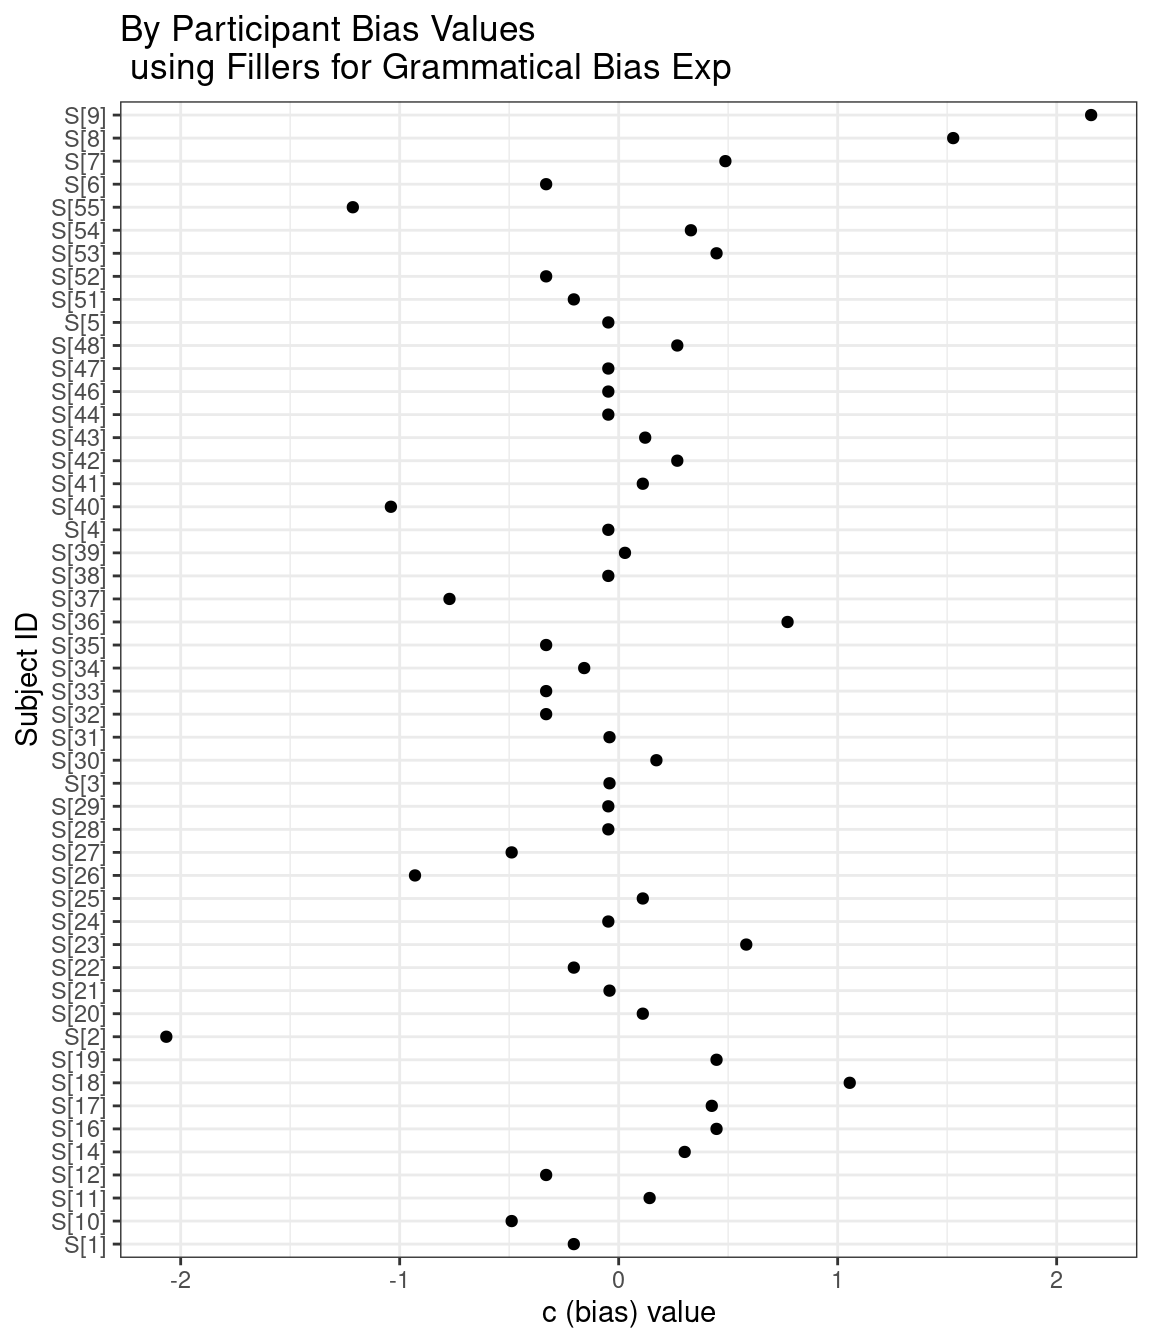 By Participant Bias Values
using Fillers for Grammatical Bias Exp
S[9]
S[8]
S[7]
S[6]
S[55]
S[54]
S[53]
S[52]
S[51]
S[5]
S[48]
S[47]
S[46]
S[44]
S[43]
S[42]
S[41]
S[40]
S[4]
S[39]
S[38]
S[37]
S[36]
S[35]
S[34]
S[33]
S[32]
S[31]
S[30]
S[3]
S[29]
S[28]
S[27]
S[26]
S[25]
S[24]
S[23]
S[22]
S[21]
S[20]
S[2]
S[19]
S[18]
S[17]
S[16]
S[14]
S[12]
S[11]
S[10]
S[1]
Subject ID
-2 -1 0 1 2
c (bias) value